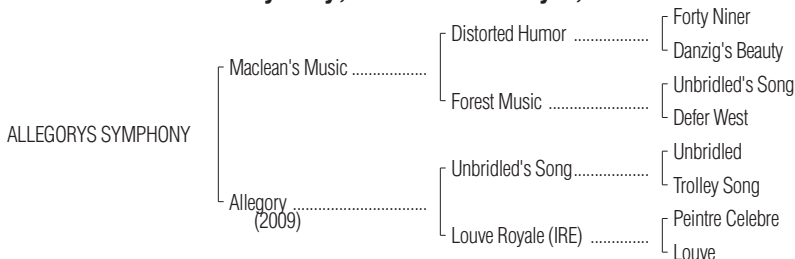 Forty Niner
Distorted Humor ..................
Danzig's Beauty
Maclean's Music ..................
Unbridled's Song
Forest Music ........................
Defer West
ALLEGORYS SYMPHONY
Unbridled
Unbridled's Song..................
Trolley Song
Allegory ................................
(2009)
Peintre Celebre
Louve Royale (IRE) ..............
Louve